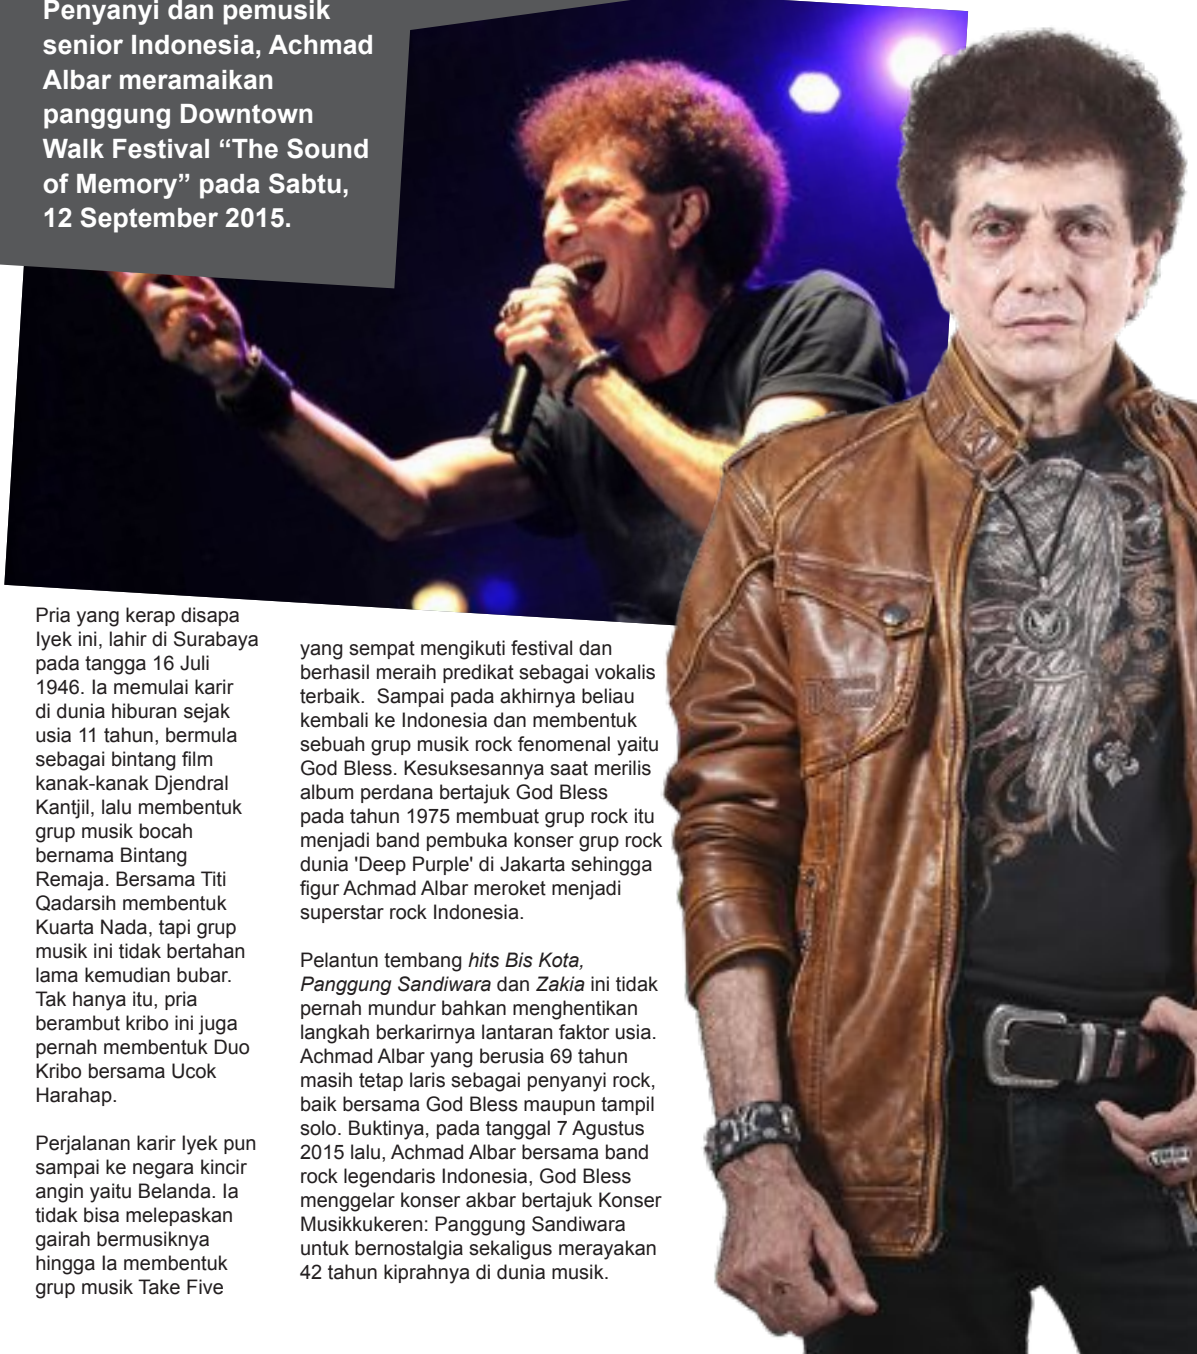 Penyanyi dan pemusik
senior Indonesia, Achmad
Albar meramaikan
panggung Downtown
Walk Festival “The Sound
of Memory” pada Sabtu,
12 September 2015.
Pria yang kerap disapa
Iyek ini, lahir di Surabaya
pada tangga 16 Juli
1946. Ia memulai karir
di dunia hiburan sejak
usia 11 tahun, bermula
sebagai bintang film
kanak-kanak Djendral
Kantjil, lalu membentuk
grup musik bocah
bernama Bintang
Remaja. Bersama Titi
Qadarsih membentuk
Kuarta Nada, tapi grup
musik ini tidak bertahan
lama kemudian bubar.
Tak hanya itu, pria
berambut kribo ini juga
pernah membentuk Duo
Kribo bersama Ucok
Harahap.
Perjalanan karir Iyek pun
sampai ke negara kincir
angin yaitu Belanda. Ia
tidak bisa melepaskan
gairah bermusiknya
hingga Ia membentuk
grup musik Take Five
yang sempat mengikuti festival dan
berhasil meraih predikat sebagai vokalis
terbaik.  Sampai pada akhirnya beliau
kembali ke Indonesia dan membentuk
sebuah grup musik rock fenomenal yaitu
God Bless. Kesuksesannya saat merilis
album perdana bertajuk God Bless
pada tahun 1975 membuat grup rock itu
menjadi band pembuka konser grup rock
dunia 'Deep Purple' di Jakarta sehingga
figur Achmad Albar meroket menjadi
superstar rock Indonesia.
Pelantun tembang hits Bis Kota,
Panggung Sandiwara dan Zakia ini tidak
pernah mundur bahkan menghentikan
langkah berkarirnya lantaran faktor usia.
Achmad Albar yang berusia 69 tahun
masih tetap laris sebagai penyanyi rock,
baik bersama God Bless maupun tampil
solo. Buktinya, pada tanggal 7 Agustus
2015 lalu, Achmad Albar bersama band
rock legendaris Indonesia, God Bless
menggelar konser akbar bertajuk Konser
Musikkukeren: Panggung Sandiwara
untuk bernostalgia sekaligus merayakan
42 tahun kiprahnya di dunia musik.